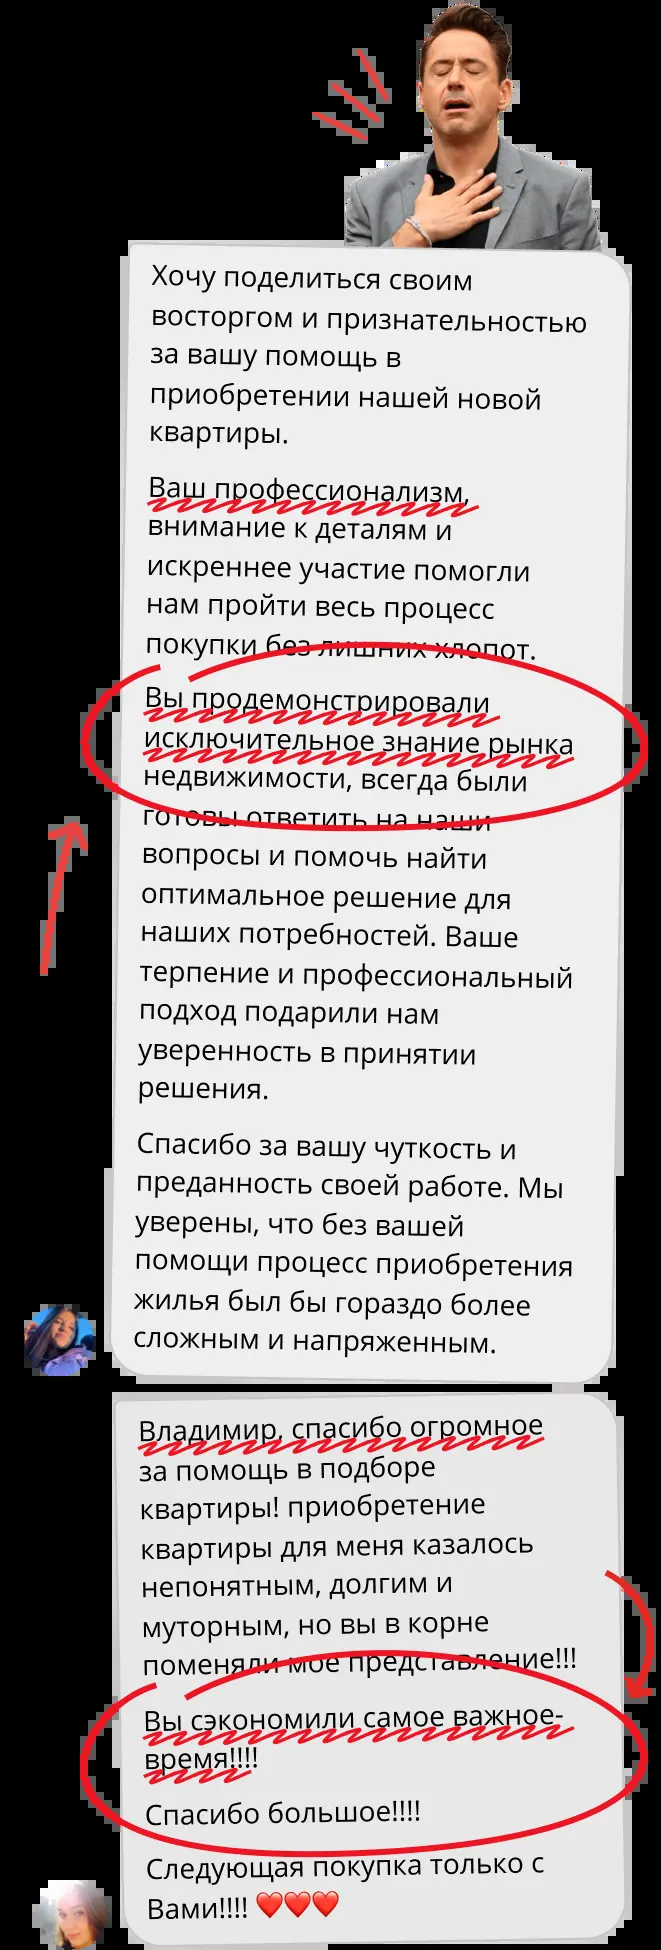 Хочу поделиться своим
восторгом и признательностью
за вашу помощь в
приобретении нашей новой
квартиры.
Ваш профессионализм,
внимание к деталям и
искреннее участие помогли
нам пройти весь процесс
покупки без лишних хлопот.
Вы продемонстрировали
исключительное знание рынка
недвижимости, всегда были
готовы ответить на наши
вопросы и помочь найти
оптимальное решение для
наших потребностей. Ваше
терпение и профессиональный
подход подарили нам
уверенность в принятии
решения.
Спасибо за вашу чуткость и
преданность своей работе. Мы
уверены, что без вашей
помощи процесс приобретения
жилья был бы гораздо более
сложным и напряженным.
Владимир, спасибо огромное
за помощь в подборе
квартиры! приобретение
квартиры для меня казалось
непонятным, долгим и
муторным, но вы в корне
поменяли мое представление!!!
Вы сэкономили самое важное-
время!!!!
Спасибо большое!!!!
Следующая покупка только с
Вами!!!! ❤️❤️❤️